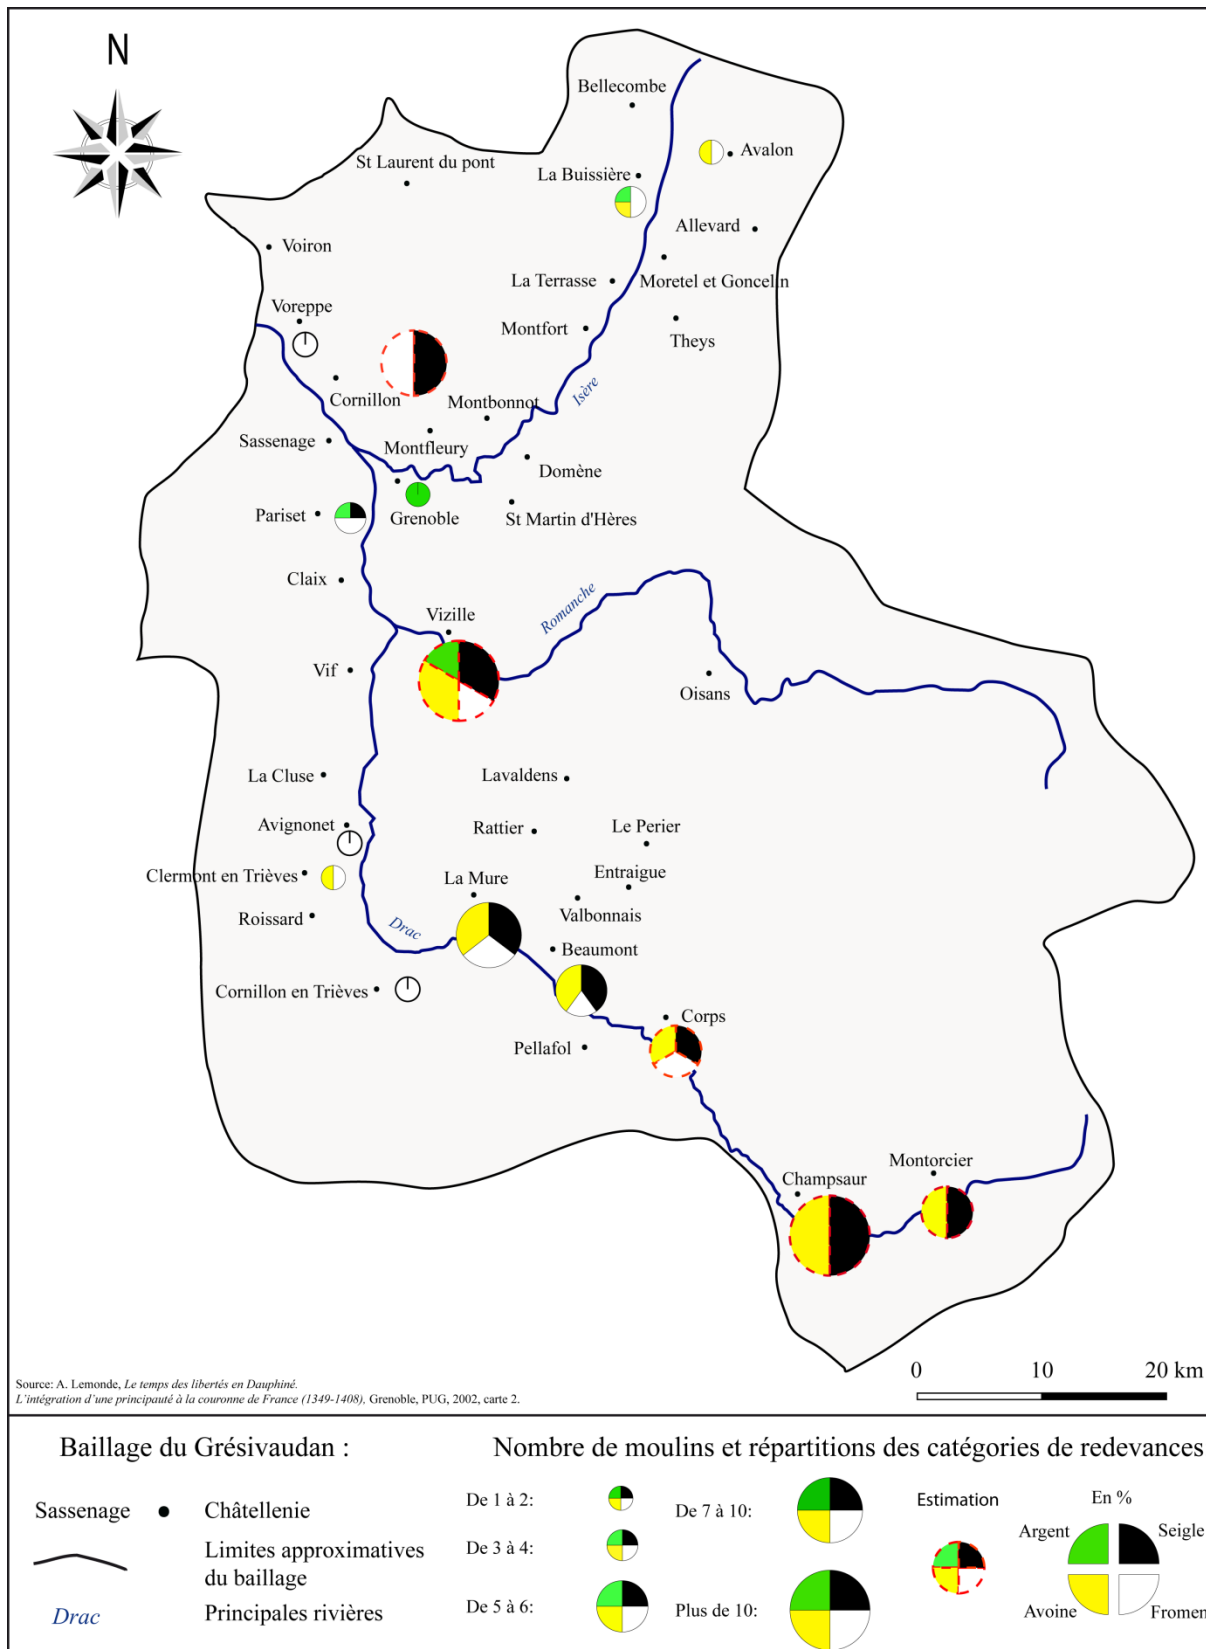 N
Bellecombe
Avalon
St Laurent du pont
La Buissière
Allevard
Voiron
La Terrasse
Moretel et Goncelin
Voreppe
Montfort
Theys
Isère
Cornillon
Montbonnot
Sassenage
Montfleury
Domène
Pariset
Grenoble
St Martin d'Hères
Claix
Romanche
Vizille
Vif
Oisans
La Cluse
Lavaldens
Avignonet
Rattier
Le Perier
Clermont en Trièves
La Mure
Entraigue
Roissard
Drac
Valbonnais
Beaumont
Cornillon en Trièves
Corps
Pellafol
Montorcier
Champsaur
0 10 20 km
Source: A. Lemonde, Le temps des libertés en Dauphiné.
L'intégration d'une principauté à la couronne de France (1349-1408), Grenoble, PUG, 2002, carte 2.
Baillage du Grésivaudan :
Sassenage • Châtellenie
Limites approximatives
du baillage
Drac Principales rivières
Nombre de moulins et répartitions des catégories de redevances
De 1 à 2:
De 3 à 4:
De 5 à 6:
De 7 à 10:
Plus de 10:
Estimation
En %
Argent
Seigle
Avoine
Fromen